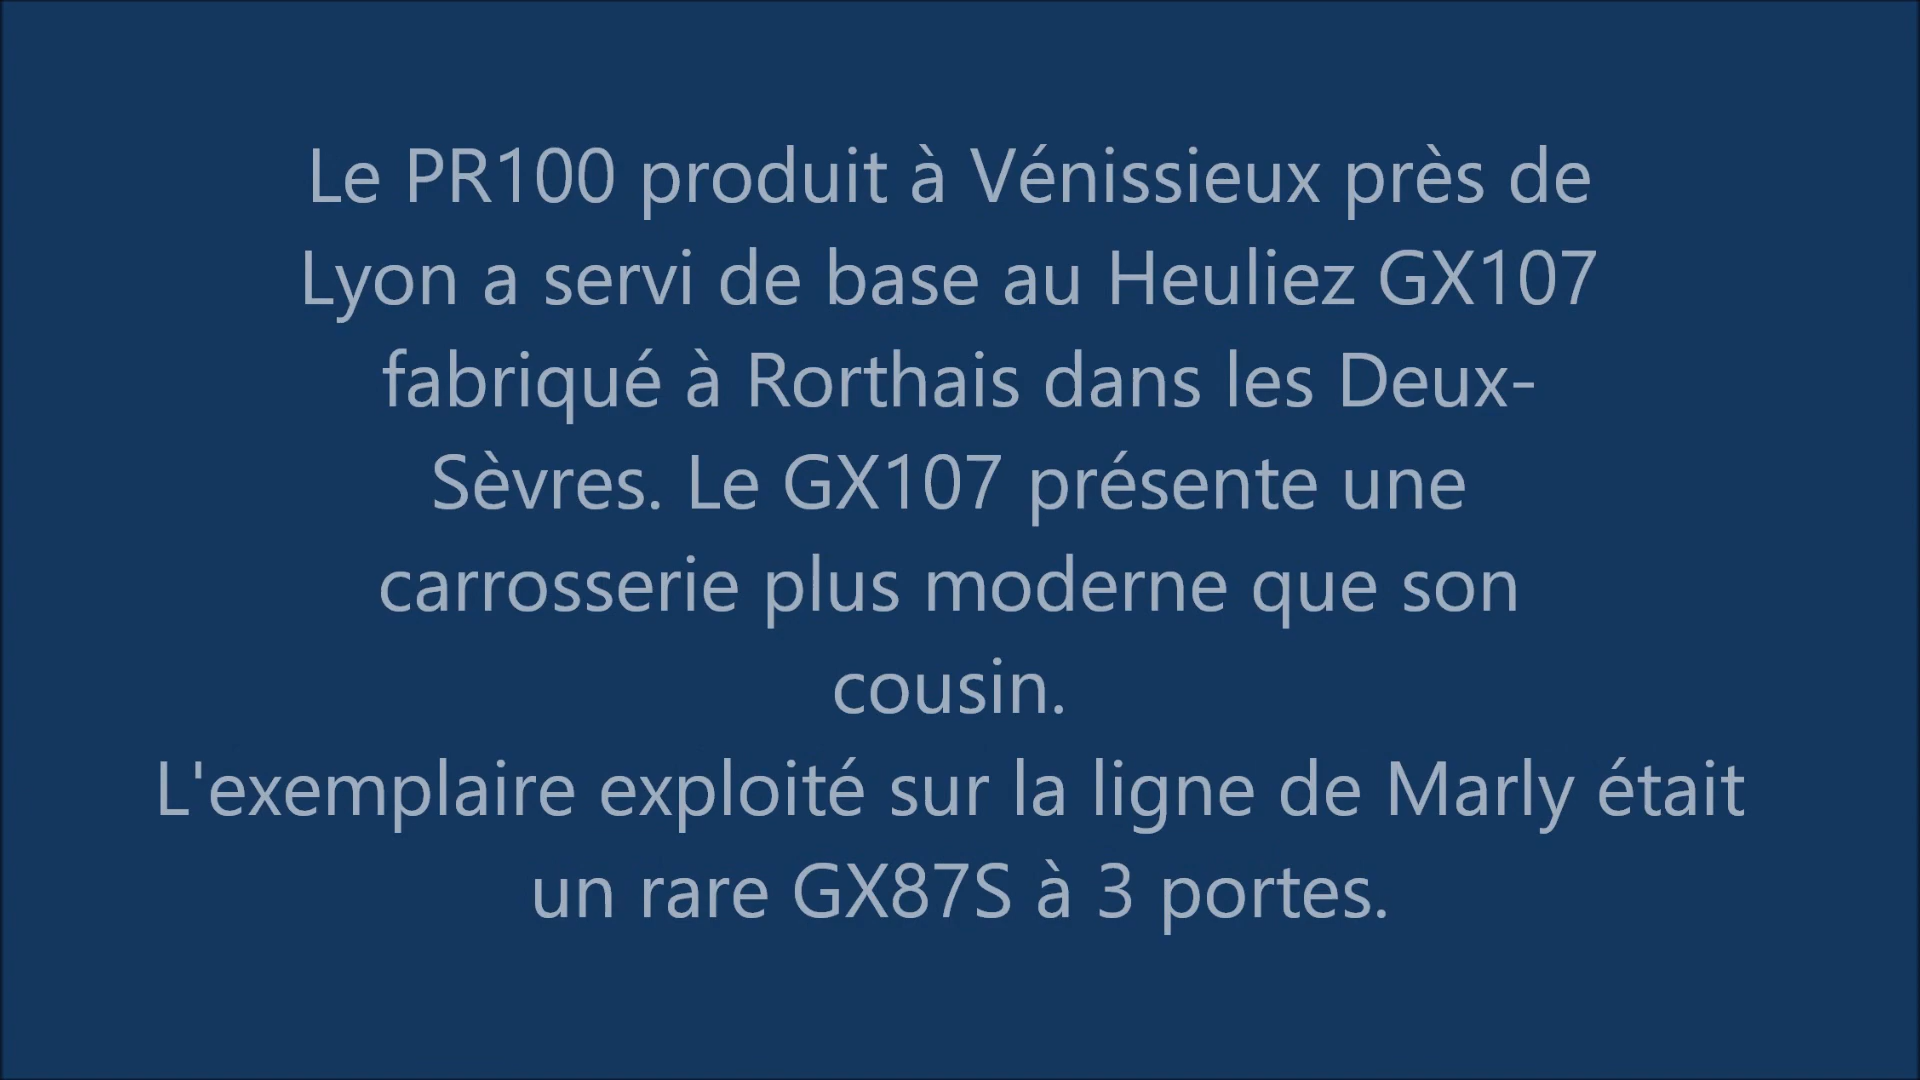 Le PR100 produit à Vénissieux près de
Lyon a servi de base au Heuliez GX107
fabriqué à Rorthais dans les Deux-
Sèvres. Le GX107 présente une
carrosserie plus moderne que son
cousin.
L'exemplaire exploité sur la ligne de Marly était
un rare GX87S à 3 portes.